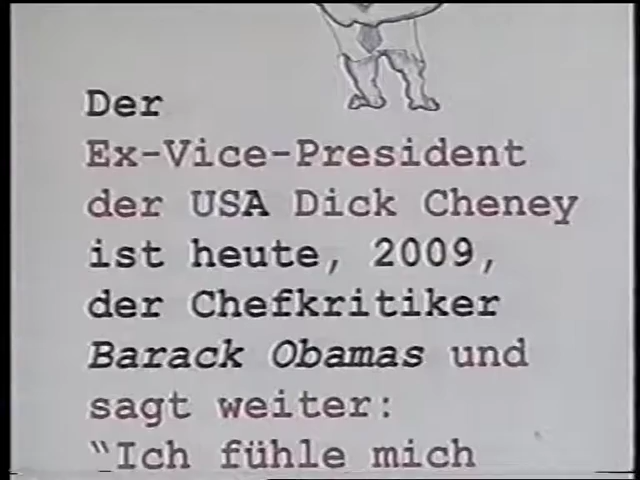 Der
Ex-Vice-President
der USA Dick Cheney
ist heute, 2009,
der Chefkritiker
Barack Obamas und
sagt weiter:
“Ich fühle mich